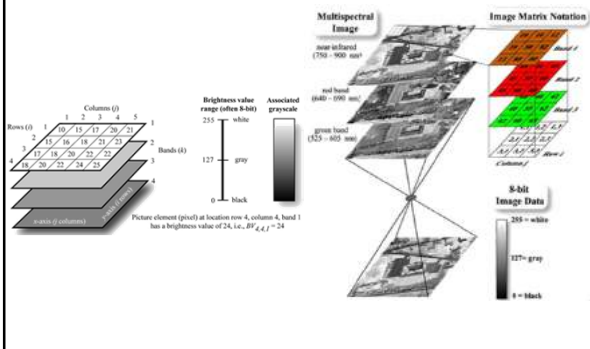 Columns (j)
1 2 3 4 5
Rows (i)
1 10 15 17 20 21
2 15 16 18 21 23
3 17 18 20 22 22
4 18 20 22 24 25
1
2
Bands (k)
3
4
x-axis (j columns)
y-axis (i rows)
Brightness value
range (often 8-bit)
255 white
127 gray
0 black
Associated
grayscale
Picture element (pixel) at location row 4, column 4, band 1
has a brightness value of 24, i.e., BV4,4,1 = 24
Multispectral
Image
near-infrared
(750 – 900 nm)
red band
(640 – 690 nm)
green band
(525 – 605 nm)
Image Matrix Notation
Band 1
Band 2
Band 3
Column j
Row i
8-bit
Image Data
255 = white
127= gray
0 = black